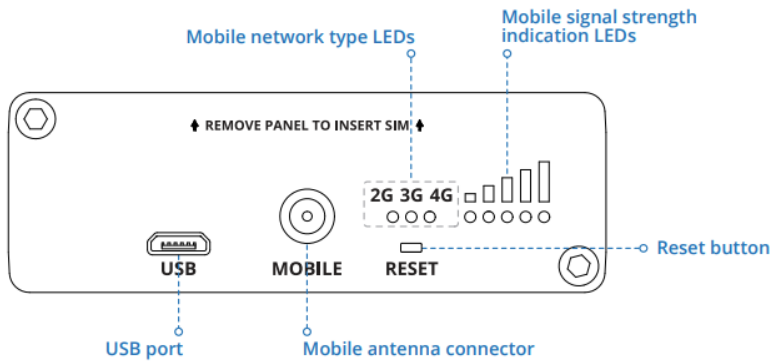 Mobile network type LEDs
Mobile signal strength
indication LEDs
REMOVE PANEL TO INSERT SIM
2G 3G 4G
USB
MOBILE
RESET
Reset button
USB port
Mobile antenna connector